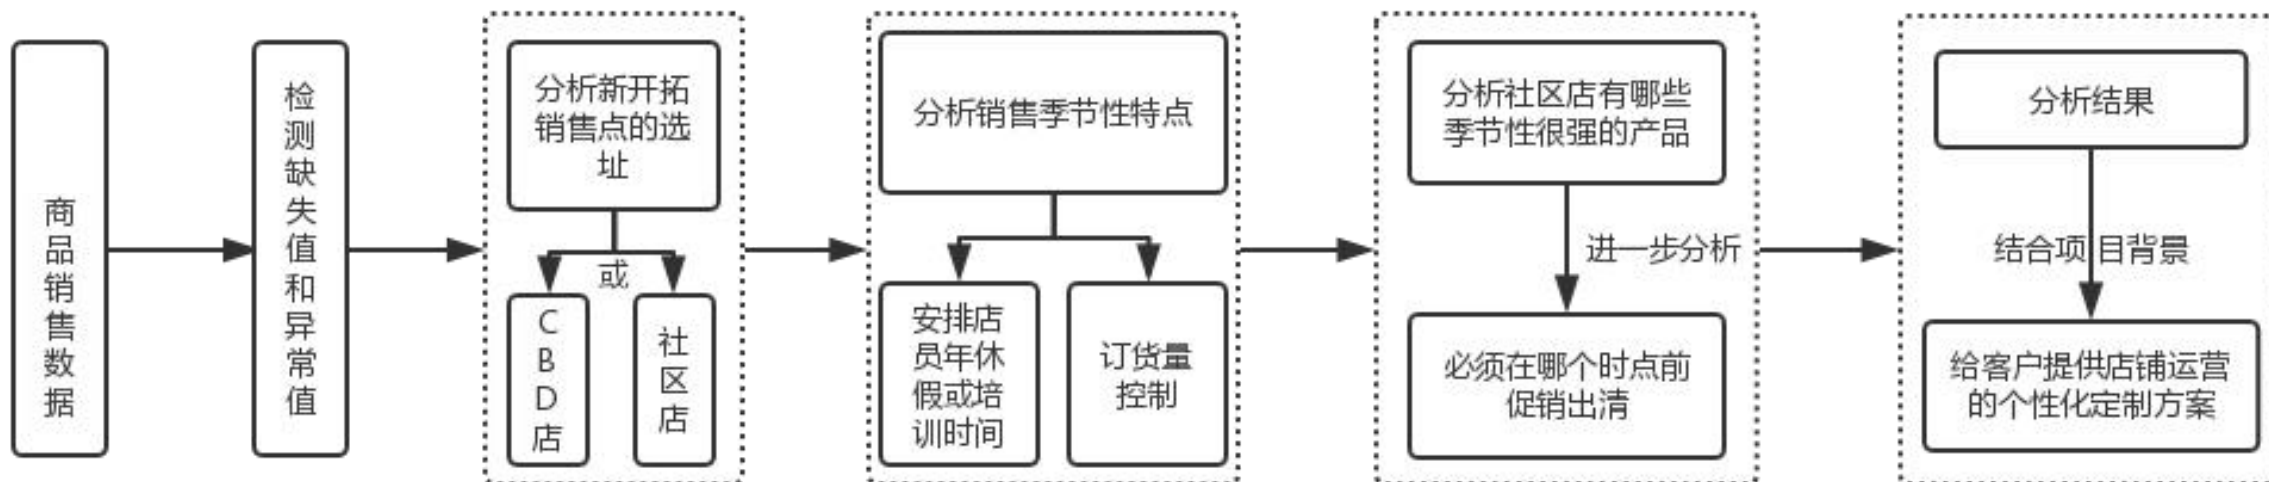 商
品
销
售
数
据
检
测
缺
失
值
和
异
常
值
分析新开拓
销售点的选
址
或
C
B
D
店
社
区
店
分析销售季节性特点
安排店
员年休
假或培
训时间
订货量
控制
分析社区店有哪些
季节性很强的产品
进一步分析
必须在哪个时点前
促销出清
分析结果
结合项目背景
给客户提供店铺运营
的个性化定制方案